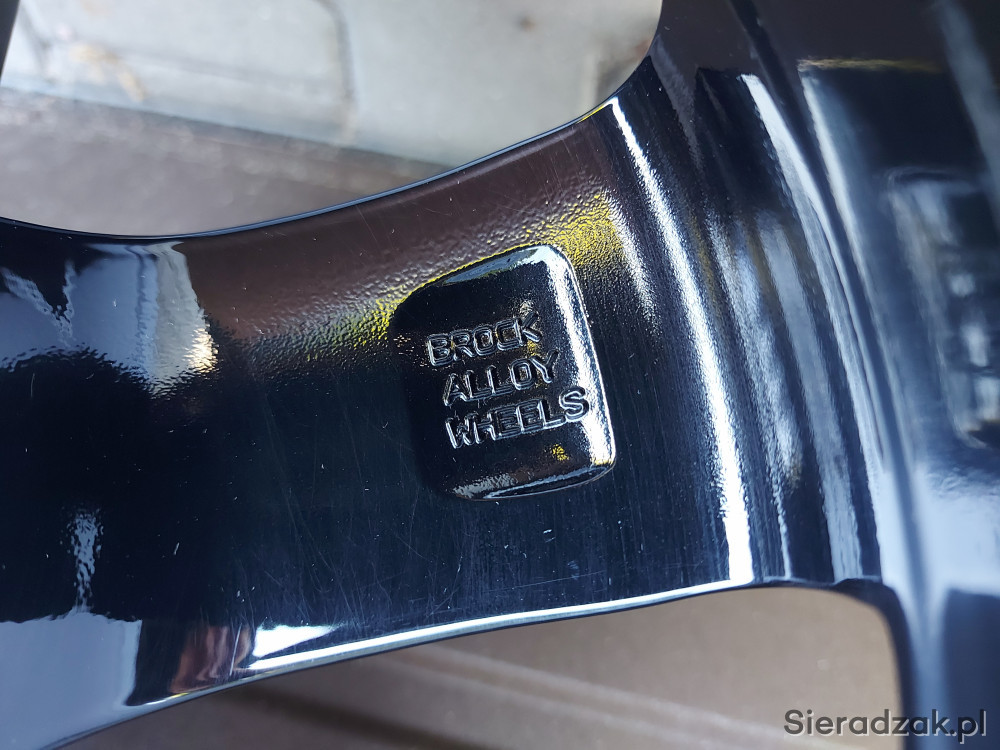 BROCK
ALLOY
WHEELS
Sieradzak.pl